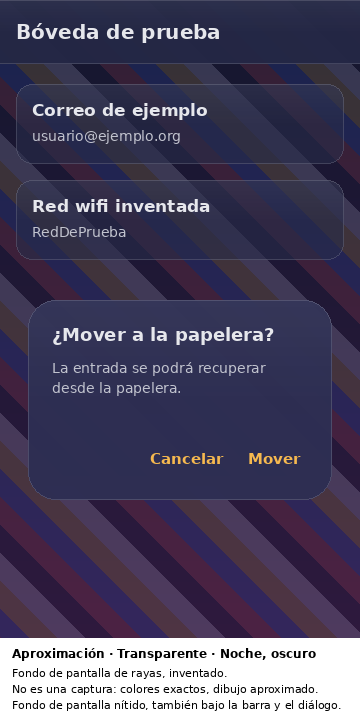 Bóveda de prueba
Correo de ejemplo
usuario@ejemplo.org
Red wifi inventada
RedDePrueba
¿Mover a la papelera?
La entrada se podrá recuperar
desde la papelera.
Cancelar Mover
Aproximación · Transparente · Noche, oscuro
Fondo de pantalla de rayas, inventado.
No es una captura: colores exactos, dibujo aproximado.
Fondo de pantalla nítido, también bajo la barra y el diálogo.